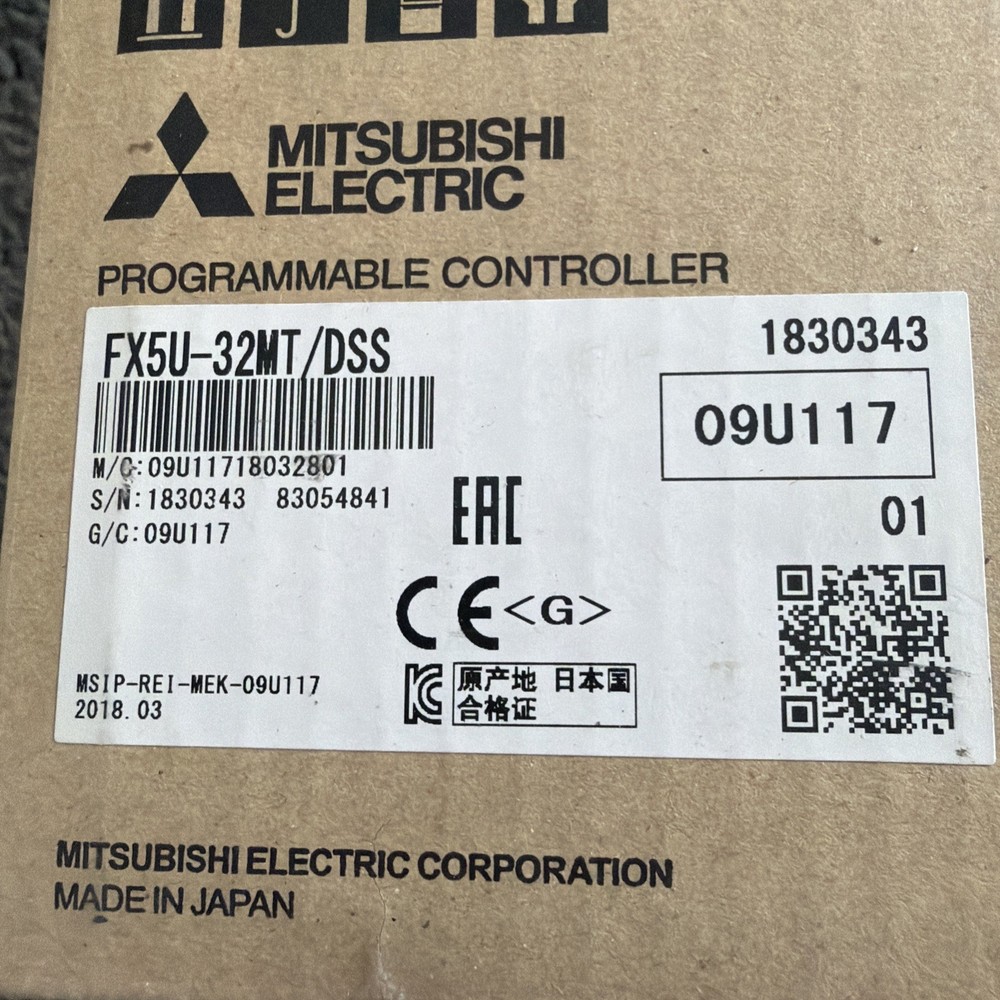 MITSUBISHI
ELECTRIC
PROGRAMMABLE CONTROLLER
FX5U-32MT/DSS
1830343
09U117
M/C:09U11718032801
S/N:1830343 83054841
G/C:09U117
EAC
01
CE<G>
MSIP-REI-MEK-09U117
2018.03
KC
原产地 日本国
合格证
MITSUBISHI ELECTRIC CORPORATION
MADE IN JAPAN